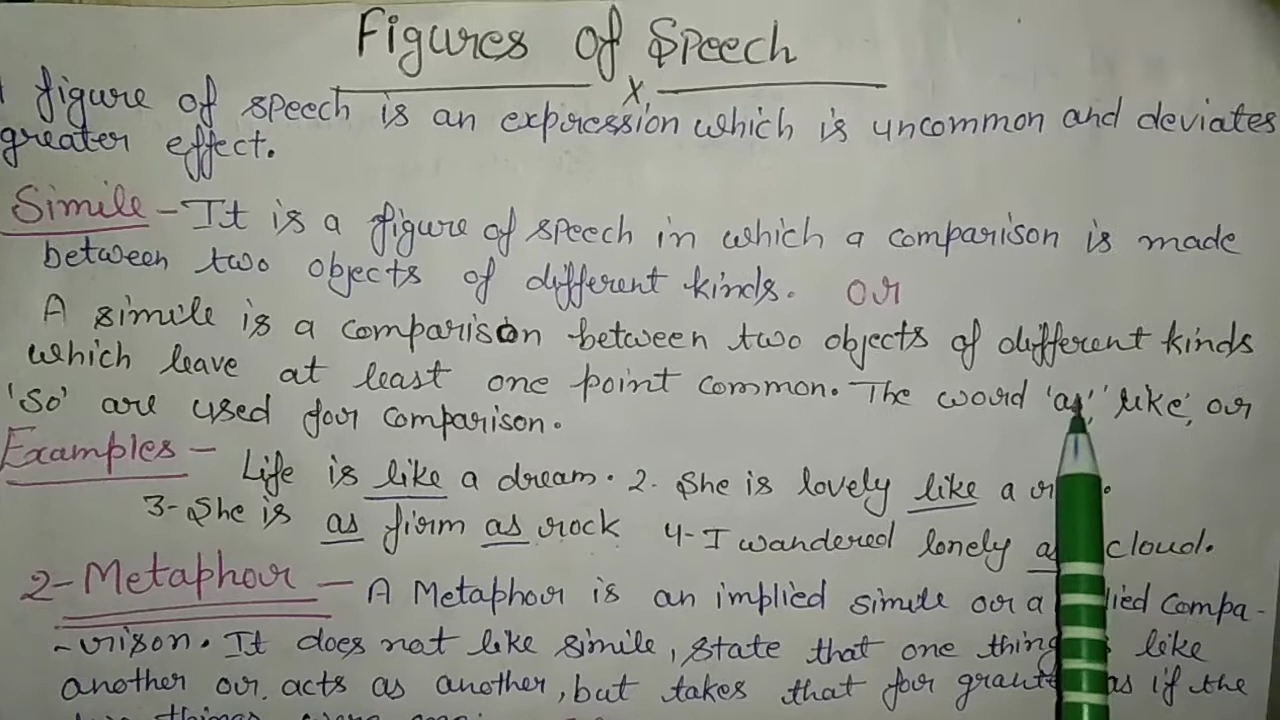 Figures of Speech
figure of speech is an expression which is uncommon and deviates
greater effect.
Simile - It is a figure of speech in which a comparison is made
between two objects of different kinds. or
A simile is a comparison between two objects of different kinds
which leave at least one point common. The word 'as', 'like', or
'so' are used for comparison.
Examples - Life is like a dream. 2. She is lovely like a
3- She is as firm as rock 4- I wandered lonely cloud.
2- Metaphor - A Metaphor is an implied simile or a compa-
-rison. It does not like simile, state that one thing like
another or acts as another, but takes that for as if the